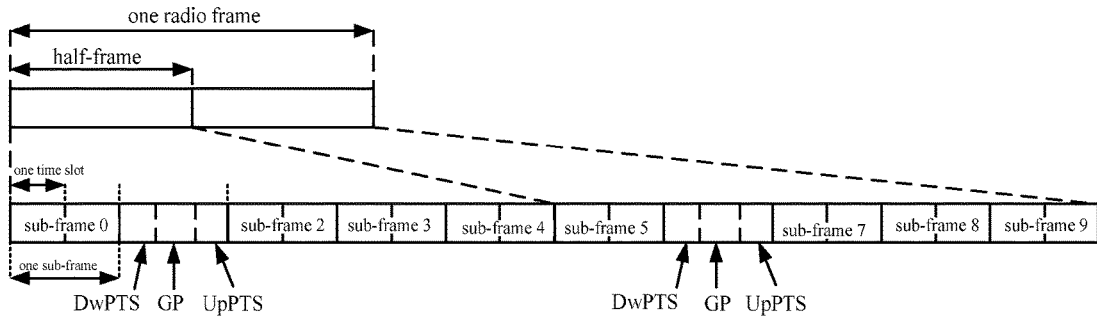 one radio frame
half-frame
one time slot
sub-frame 0
sub-frame 2
sub-frame 3
sub-frame 4
sub-frame 5
sub-frame 7
sub-frame 8
sub-frame 9
one sub-frame
DwPTS
GP
UpPTS
DwPTS
GP
UpPTS